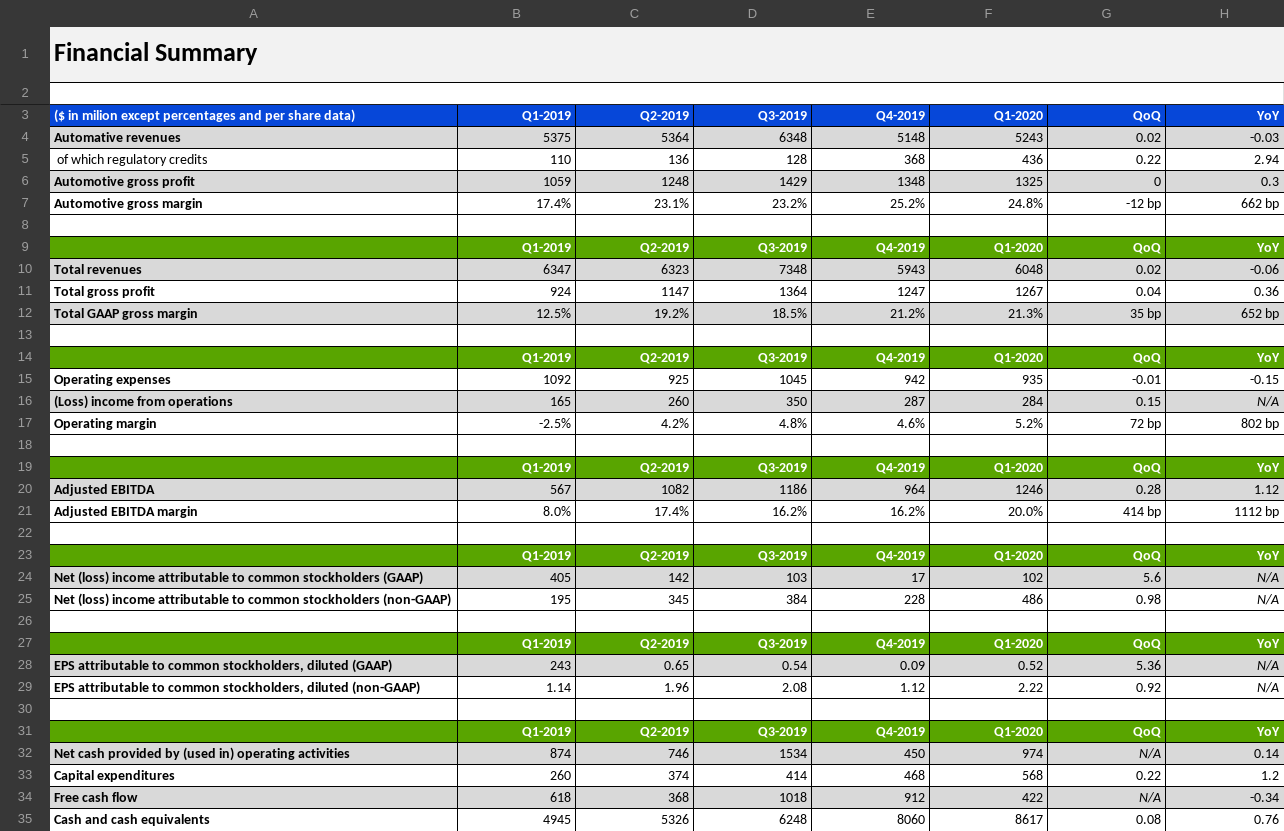 A B C D E F G H
1 Financial Summary
2
3 ($ in milion except percentages and per share data) Q1-2019 Q2-2019 Q3-2019 Q4-2019 Q1-2020 QoQ YoY
4 Automative revenues 5375 5364 6348 5148 5243 0.02 -0.03
5 of which regulatory credits 110 136 128 368 436 0.22 2.94
6 Automotive gross profit 1059 1248 1429 1348 1325 0 0.3
7 Automotive gross margin 17.4% 23.1% 23.2% 25.2% 24.8% -12 bp 662 bp
8
9 Q1-2019 Q2-2019 Q3-2019 Q4-2019 Q1-2020 QoQ YoY
10 Total revenues 6347 6323 7348 5943 6048 0.02 -0.06
11 Total gross profit 924 1147 1364 1247 1267 0.04 0.36
12 Total GAAP gross margin 12.5% 19.2% 18.5% 21.2% 21.3% 35 bp 652 bp
13
14 Q1-2019 Q2-2019 Q3-2019 Q4-2019 Q1-2020 QoQ YoY
15 Operating expenses 1092 925 1045 942 935 -0.01 -0.15
16 (Loss) income from operations 165 260 350 287 284 0.15 N/A
17 Operating margin -2.5% 4.2% 4.8% 4.6% 5.2% 72 bp 802 bp
18
19 Q1-2019 Q2-2019 Q3-2019 Q4-2019 Q1-2020 QoQ YoY
20 Adjusted EBITDA 567 1082 1186 964 1246 0.28 1.12
21 Adjusted EBITDA margin 8.0% 17.4% 16.2% 16.2% 20.0% 414 bp 1112 bp
22
23 Q1-2019 Q2-2019 Q3-2019 Q4-2019 Q1-2020 QoQ YoY
24 Net (loss) income attributable to common stockholders (GAAP) 405 142 103 17 102 5.6 N/A
25 Net (loss) income attributable to common stockholders (non-GAAP) 195 345 384 228 486 0.98 N/A
26
27 Q1-2019 Q2-2019 Q3-2019 Q4-2019 Q1-2020 QoQ YoY
28 EPS attributable to common stockholders, diluted (GAAP) 243 0.65 0.54 0.09 0.52 5.36 N/A
29 EPS attributable to common stockholders, diluted (non-GAAP) 1.14 1.96 2.08 1.12 2.22 0.92 N/A
30
31 Q1-2019 Q2-2019 Q3-2019 Q4-2019 Q1-2020 QoQ YoY
32 Net cash provided by (used in) operating activities 874 746 1534 450 974 N/A 0.14
33 Capital expenditures 260 374 414 468 568 0.22 1.2
34 Free cash flow 618 368 1018 912 422 N/A -0.34
35 Cash and cash equivalents 4945 5326 6248 8060 8617 0.08 0.76